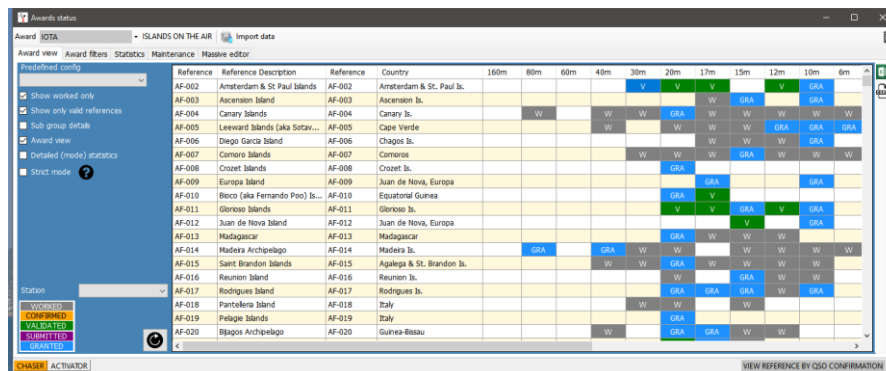 Awards status
Award IOTA - ISLANDS ON THE AIR Import data
Award view Award filters Statistics Maintenance Massive editor
Predefined config
Show worked only
Show only valid references
Sub group details
Award view
Detailed (mode) statistics
Strict mode ?
Station
WORKED
CONFIRMED
VALIDATED
SUBMITTED
GRANTED
Reference Reference Description Reference Country 160m 80m 60m 40m 30m 20m 17m 15m 12m 10m 6m
AF-002 Amsterdam & St Paul Islands AF-002 Amsterdam & St. Paul Is. V V V V GRA
AF-003 Ascension Island AF-003 Ascension Is. W GRA GRA
AF-004 Canary Islands AF-004 Canary Is. W W W GRA W W W W W
AF-005 Leeward Islands (aka Sotav... AF-005 Cape Verde W W W W GRA GRA GRA
AF-006 Diego Garcia Island AF-006 Chagos Is. W W W GRA
AF-007 Comoro Islands AF-007 Comoros W W W GRA W W W
AF-008 Crozet Islands AF-008 Crozet Is. GRA
AF-009 Europa Island AF-009 Juan de Nova, Europa GRA GRA
AF-010 Bioco (aka Fernando Poo) Is... AF-010 Equatorial Guinea GRA V
AF-011 Glorioso Islands AF-011 Glorioso Is. V V GRA V GRA
AF-012 Juan de Nova Island AF-012 Juan de Nova, Europa V GRA
AF-013 Madagascar AF-013 Madagascar GRA W W W
AF-014 Madeira Archipelago AF-014 Madeira Is. GRA GRA W W W W W W
AF-015 Saint Brandon Islands AF-015 Agalega & St. Brandon Is. W W GRA W W W W
AF-016 Reunion Island AF-016 Reunion Is. W GRA W W
AF-017 Rodrigues Island AF-017 Rodrigues Is. GRA GRA GRA W GRA
AF-018 Pantelleria Island AF-018 Italy W W W
AF-019 Pelagie Islands AF-019 Italy GRA
AF-020 Bijagos Archipelago AF-020 Guinea-Bissau W GRA GRA W W
CHASER ACTIVATOR VIEW REFERENCE BY QSO CONFIRMATION